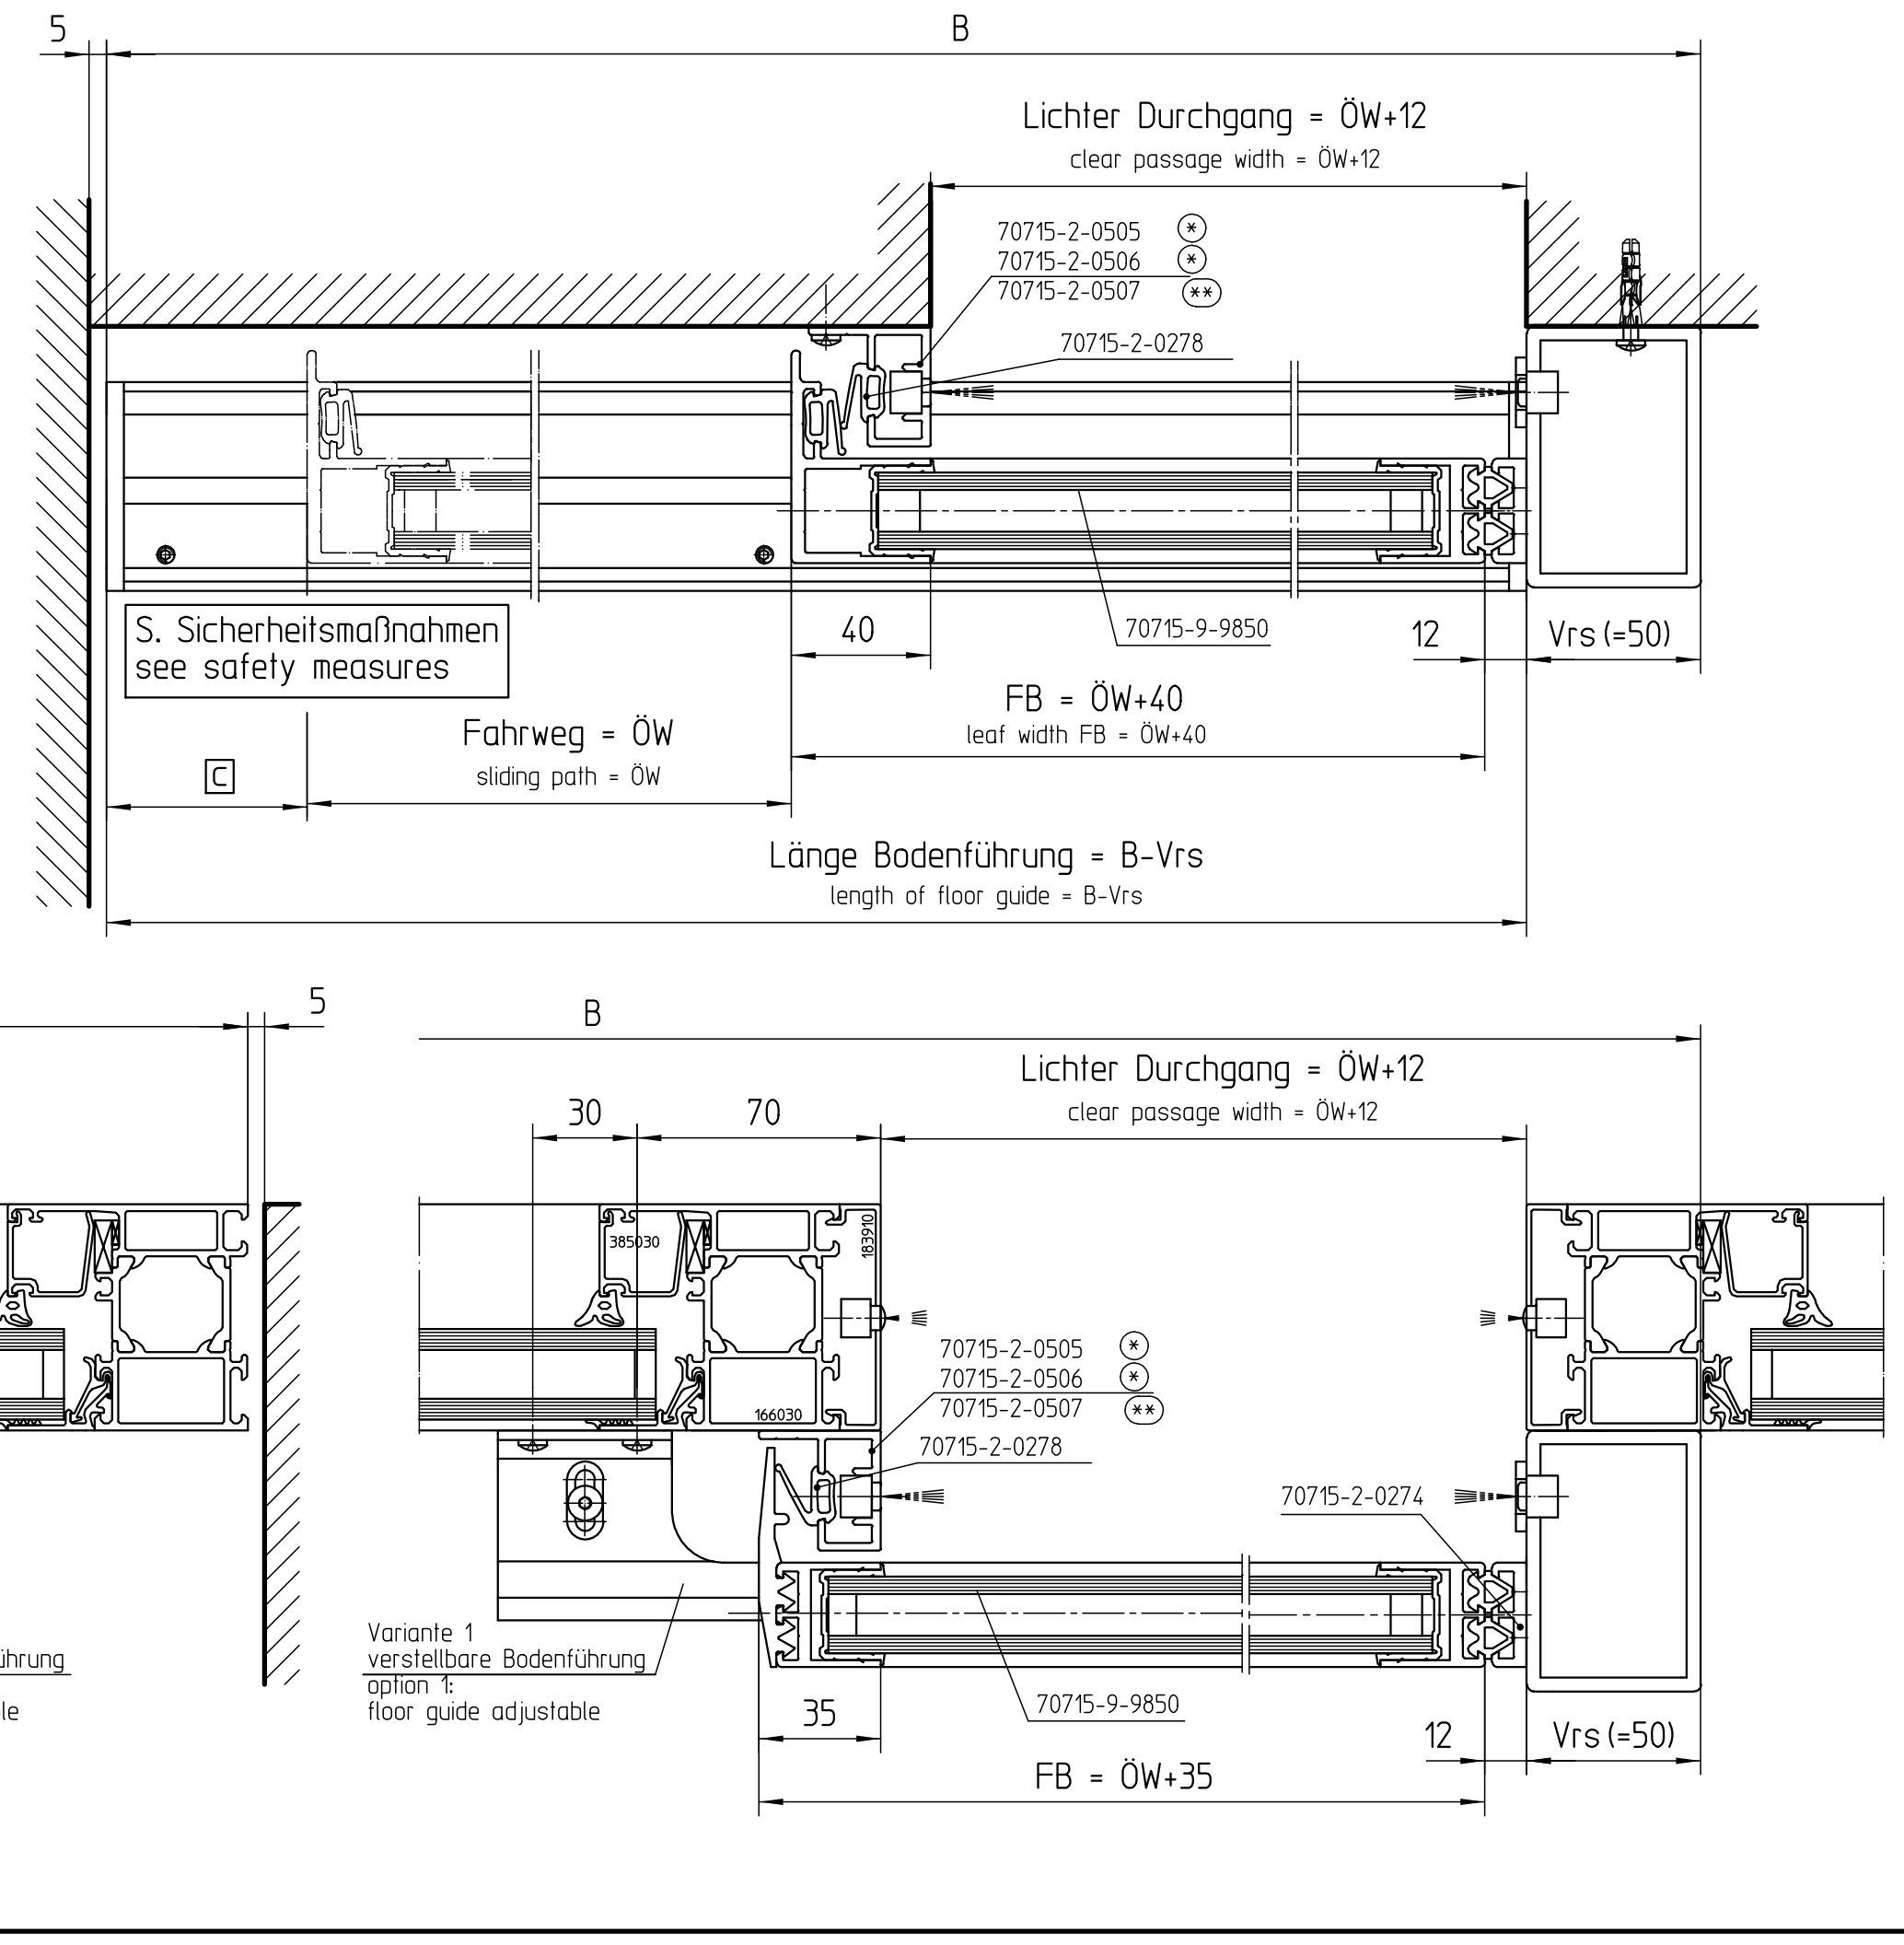 5
B
Lichter Durchgang = ÖW+12
clear passage width = ÖW+12
70715-2-0505 *
70715-2-0506 *
70715-2-0507 **
70715-2-0278
S. Sicherheitsmaßnahmen
see safety measures
40
70715-9-9850
12
Vrs (=50)
FB = ÖW+40
leaf width FB = ÖW+40
Fahrweg = ÖW
sliding path = ÖW
C
Länge Bodenführung = B-Vrs
length of floor guide = B-Vrs
5
B
Lichter Durchgang = ÖW+12
clear passage width = ÖW+12
30
70
385030
183910
166030
70715-2-0505 *
70715-2-0506 *
70715-2-0507 **
70715-2-0278
70715-2-0274
ührung
le
Variante 1
verstellbare Bodenführung
option 1:
floor guide adjustable
70715-9-9850
35
12
Vrs (=50)
FB = ÖW+35